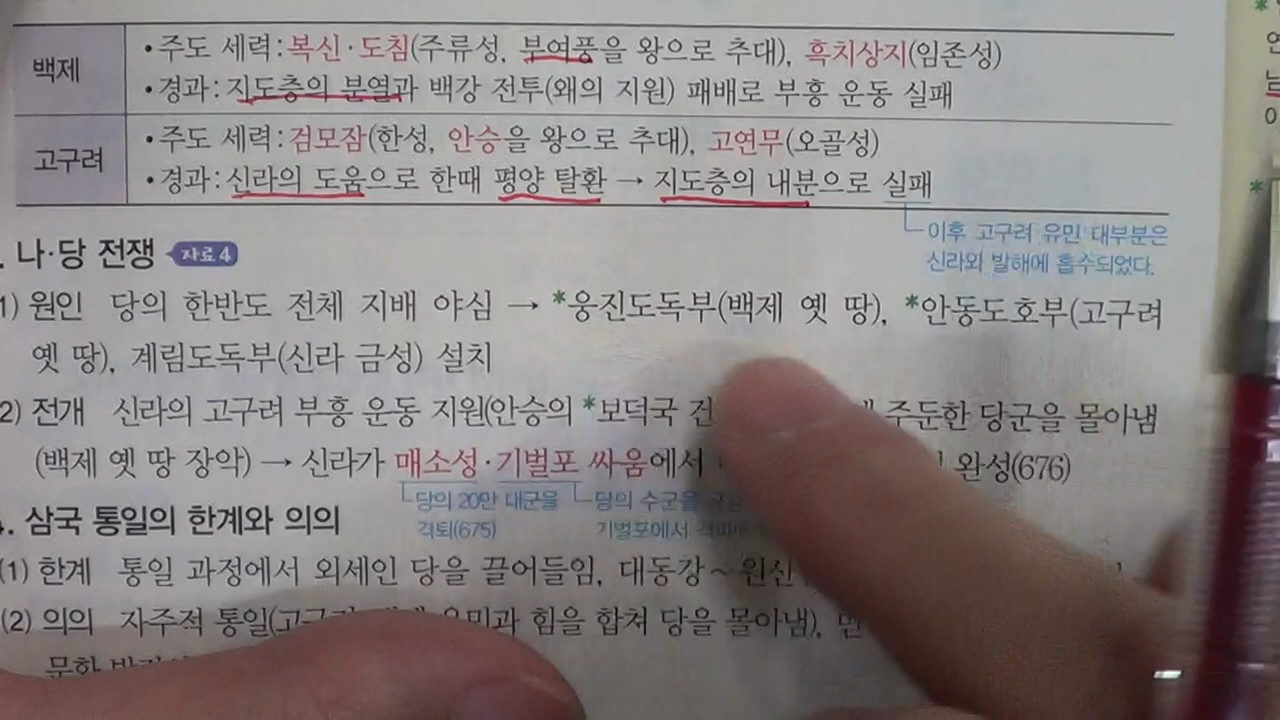 백제
• 주도 세력: 복신·도침(주류성, 부여풍을 왕으로 추대), 흑치상지(임존성)
• 경과: 지도층의 분열과 백강 전투(왜의 지원) 패배로 부흥 운동 실패
고구려
• 주도 세력: 검모잠(한성, 안승을 왕으로 추대), 고연무(오골성)
• 경과: 신라의 도움으로 한때 평양 탈환 → 지도층의 내분으로 실패
이후 고구려 유민 대부분은
신라와 발해에 흡수되었다.
나·당 전쟁 자료4
1) 원인 당의 한반도 전체 지배 야심 → *웅진도독부(백제 옛 땅), *안동도호부(고구려
옛 땅), 계림도독부(신라 금성) 설치
2) 전개 신라의 고구려 부흥 운동 지원(안승의 *보덕국 건 주둔한 당군을 몰아냄
(백제 옛 땅 장악) → 신라가 매소성·기벌포 싸움에서 완성(676)
당의 20만 대군을 당의 수군을
격퇴(675) 기벌포에서
4. 삼국 통일의 한계와 의의
(1) 한계 통일 과정에서 외세인 당을 끌어들임, 대동강~원산
(2) 의의 자주적 통일( 힘을 합쳐 당을 몰아냄),
문화